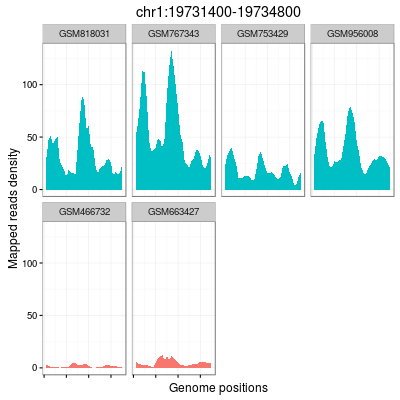 chr1:19731400-19734800
GSM818031 GSM767343 GSM753429 GSM956008
100
50
0
GSM466732 GSM663427
100
50
0
Mapped reads density
Genome positions